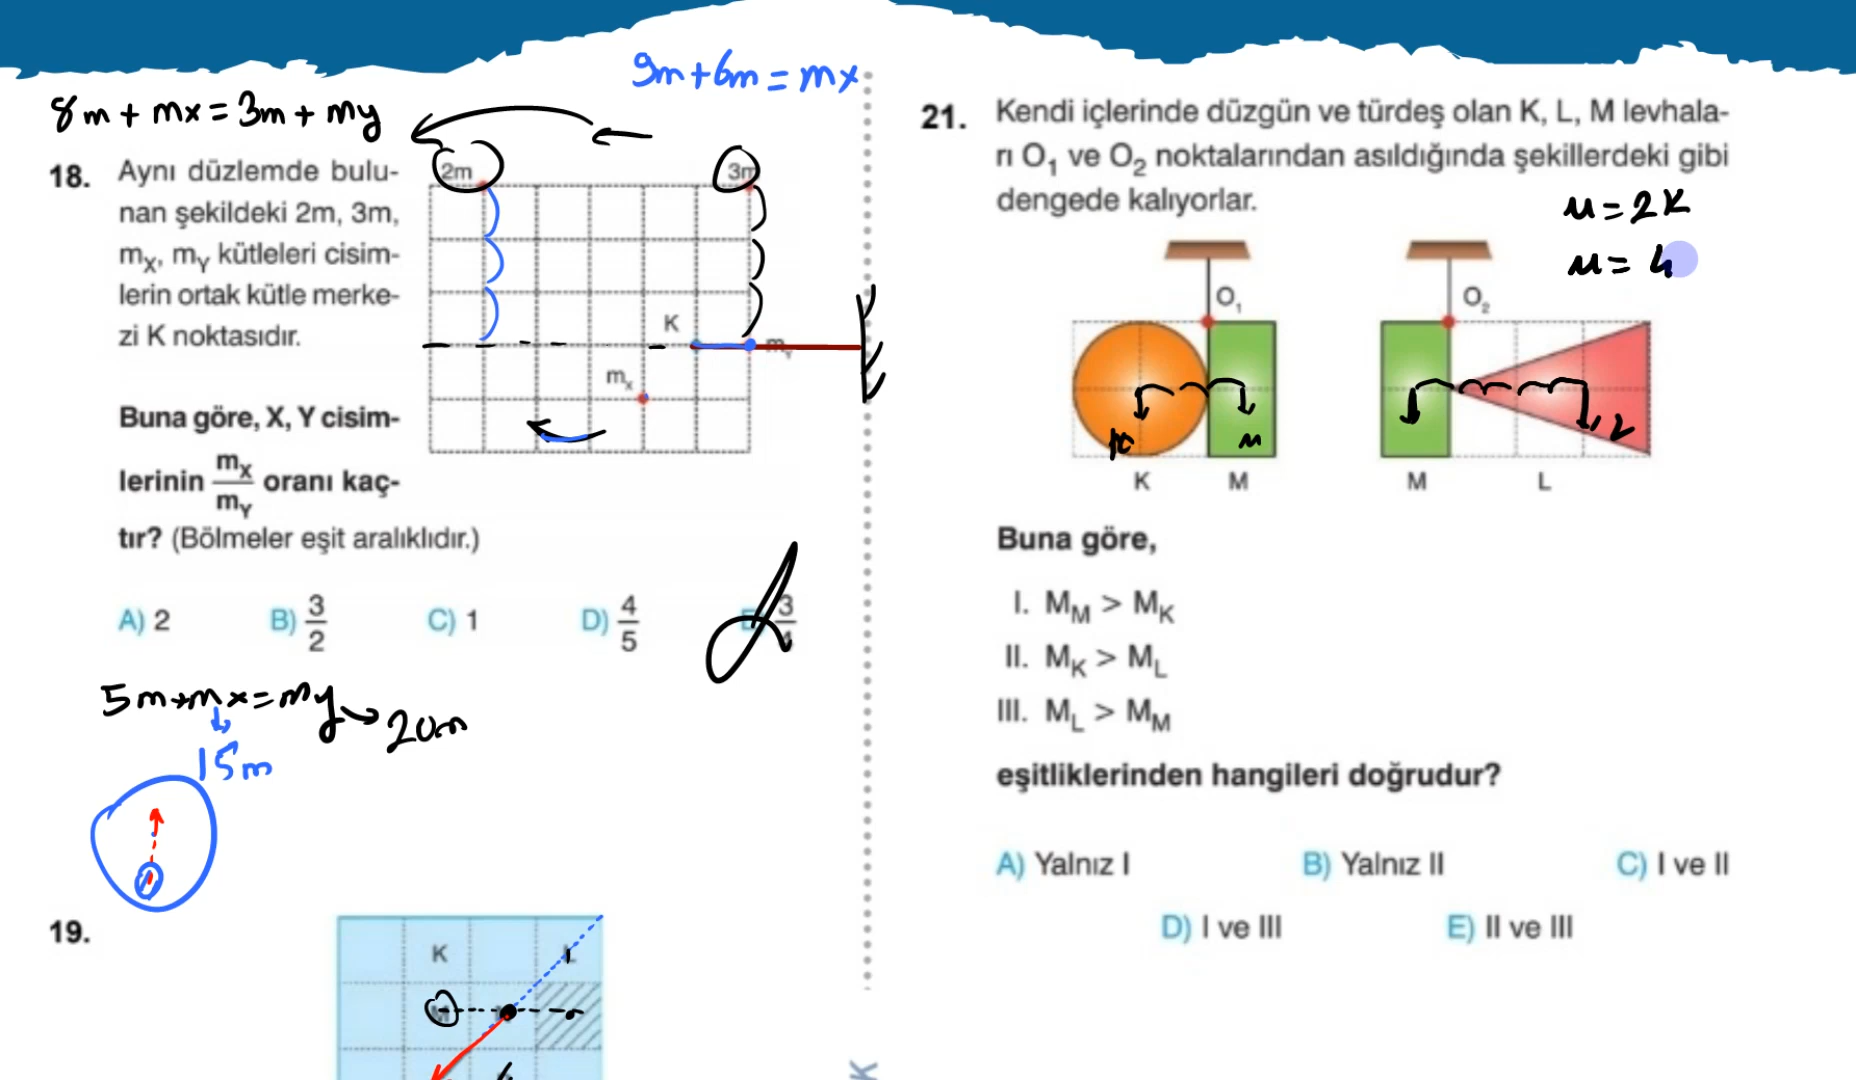 9m+6m=mx
8m+mx=3m+my
18. Aynı düzlemde bulu-
nan şekildeki 2m, 3m,
mX, mY kütleleri cisim-
lerin ortak kütle merke-
zi K noktasıdır.
2m
3m
K
mY
mX
Buna göre, X, Y cisim-
lerinin mX/mY oranı kaç-
tır? (Bölmeler eşit aralıklıdır.)
A) 2 B) 3/2 C) 1 D) 4/5 E) 3/4
5m+mx=my → 20m
15m
19.
K L
21. Kendi içlerinde düzgün ve türdeş olan K, L, M levhala-
rı O1 ve O2 noktalarından asıldığında şekillerdeki gibi
dengede kalıyorlar.
M=2K
M=4
O1 O2
K M
M L
K M M L
Buna göre,
I. MM > MK
II. MK > ML
III. ML > MM
eşitliklerinden hangileri doğrudur?
A) Yalnız I B) Yalnız II C) I ve II
D) I ve III E) II ve III
K